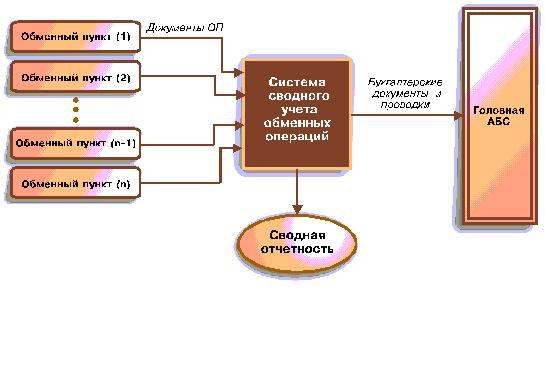 Обменный пункт (1)
Документы ОП
Обменный пункт (2)
Обменный пункт (n-1)
Обменный пункт (n)
Система
сводного
учета
обменных
операций
Бухгалтерские
документы и
проводки
Головная
АБС
Сводная
отчетность